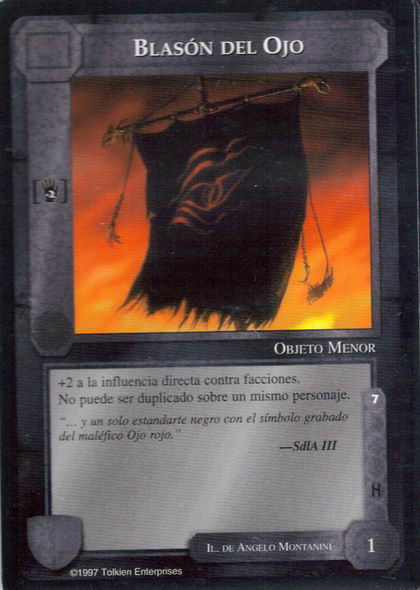 BLASÓN DEL OJO
2
OBJETO MENOR
+2 a la influencia directa contra facciones.
No puede ser duplicado sobre un mismo personaje.
"... y un solo estandarte negro con el símbolo grabado
del maléfico Ojo rojo."
—SdlA III
7
H
IL. DE ANGELO MONTANINI
1
©1997 Tolkien Enterprises